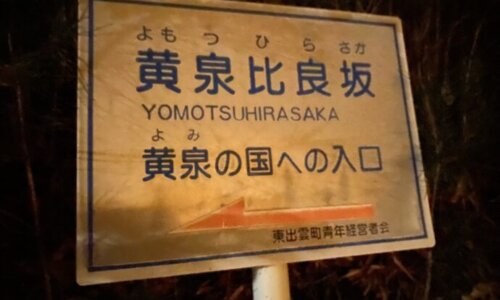 よもつひらさか
黄泉比良坂
YOMOTSUHIRASAKA
よみ
黄泉の国への入口
東出雲町青年経営者会